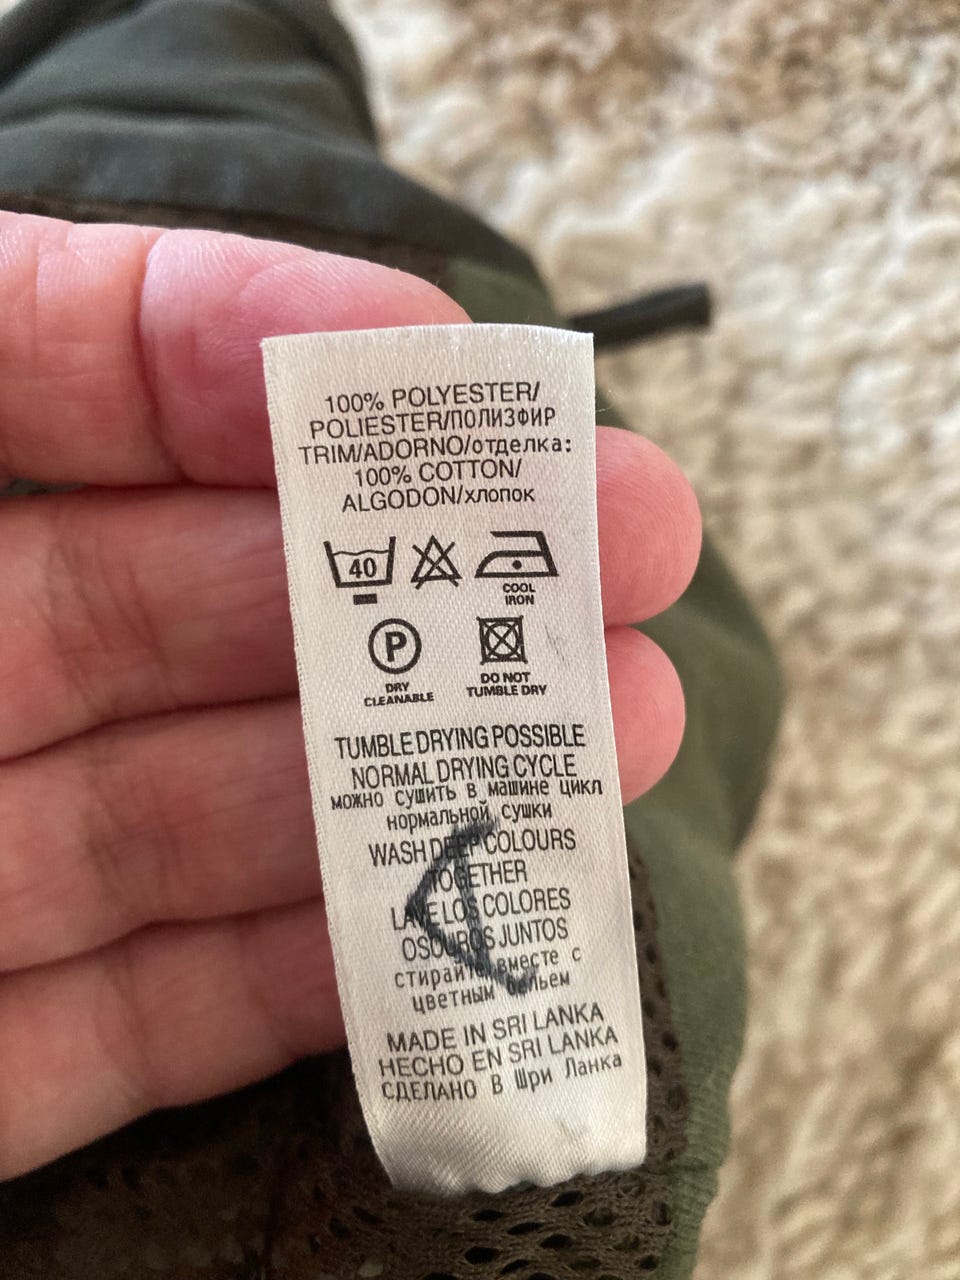 100% POLYESTER/
POLIESTER/ПОЛИЗФИР
TRIM/ADORNO/отделка:
100% COTTON/
ALGODON/хлопок
40
COOL
IRON
P
DRY
CLEANABLE
DO NOT
TUMBLE DRY
TUMBLE DRYING POSSIBLE
NORMAL DRYING CYCLE
можно сушить в машине цикл
нормальной сушки
WASH DEEP COLOURS
TOGETHER
LAVE LOS COLORES
OSCUROS JUNTOS
стирайте вместе с
цветным бельем
MADE IN SRI LANKA
HECHO EN SRI LANKA
СДЕЛАНО В Шри Ланка